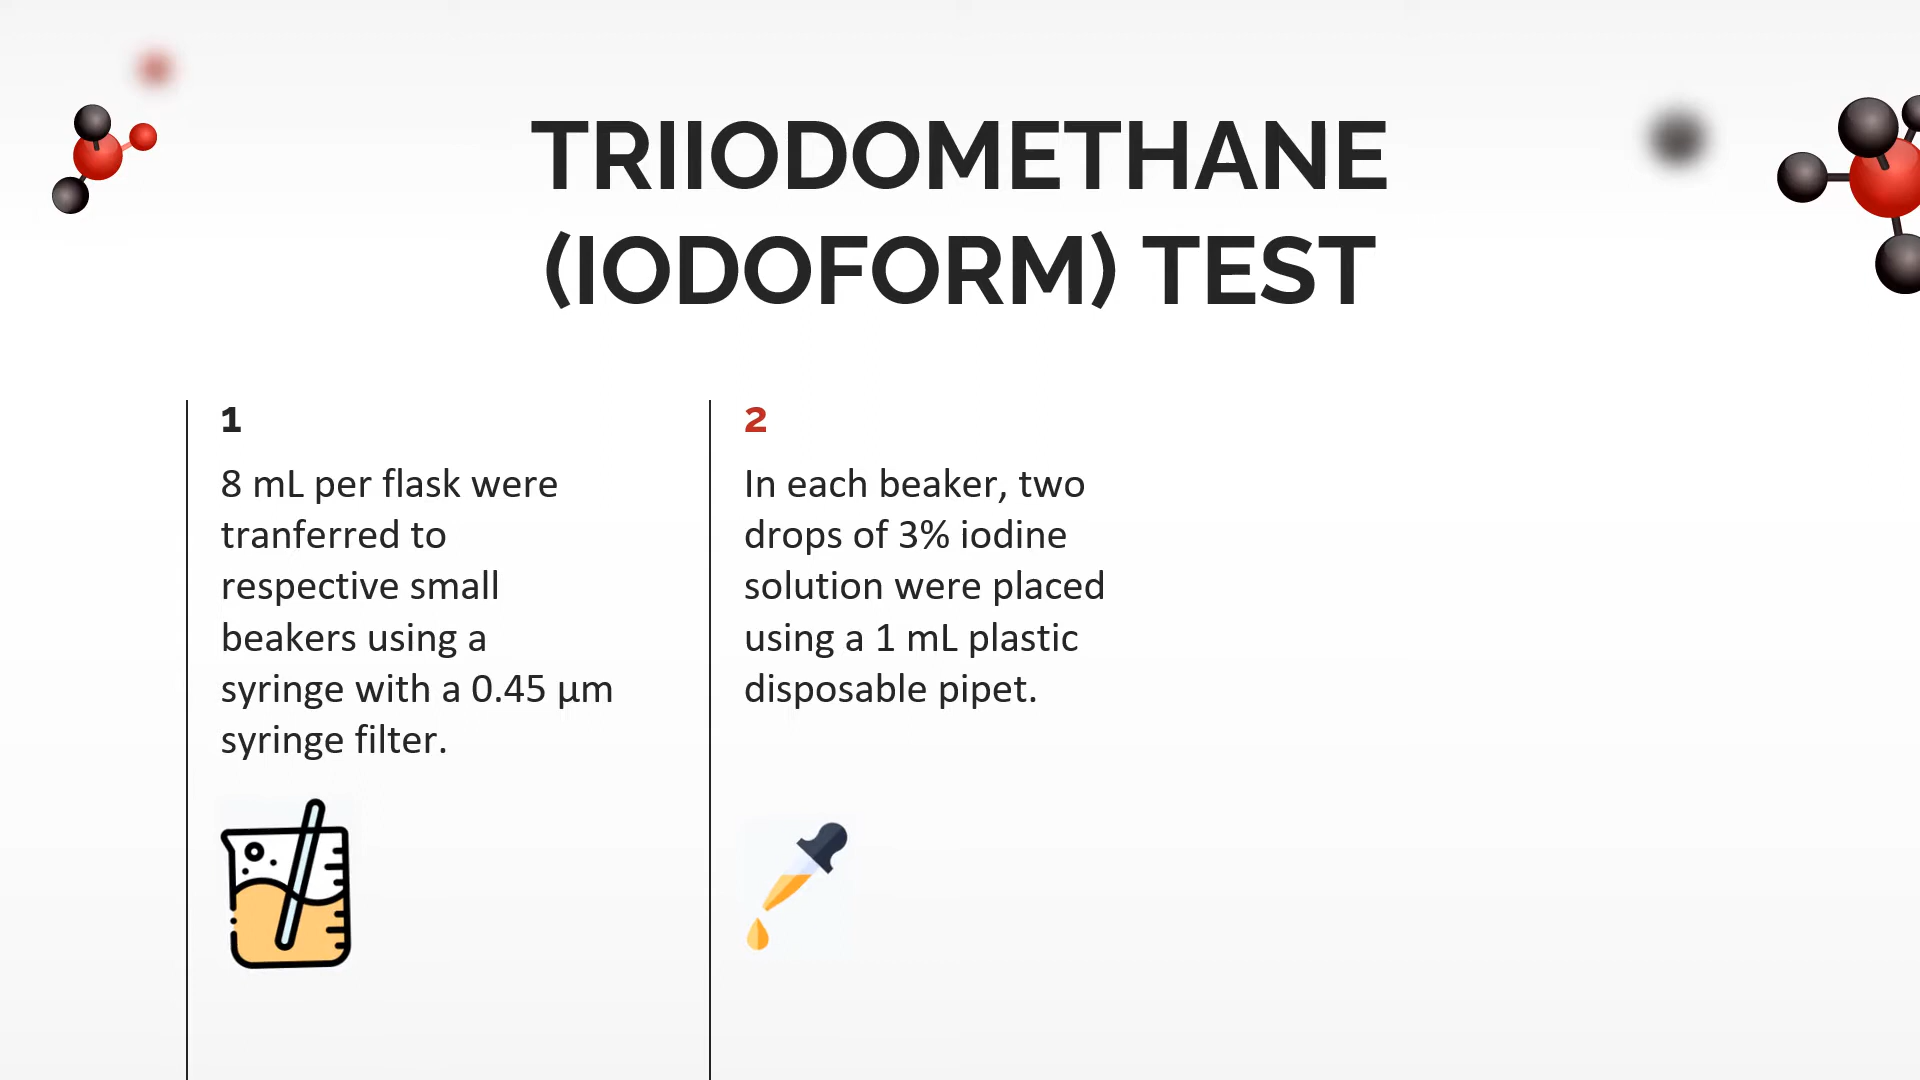 TRIIODOMETHANE
(IODOFORM) TEST
1
8 mL per flask were
tranferred to
respective small
beakers using a
syringe with a 0.45 µm
syringe filter.
2
In each beaker, two
drops of 3% iodine
solution were placed
using a 1 mL plastic
disposable pipet.